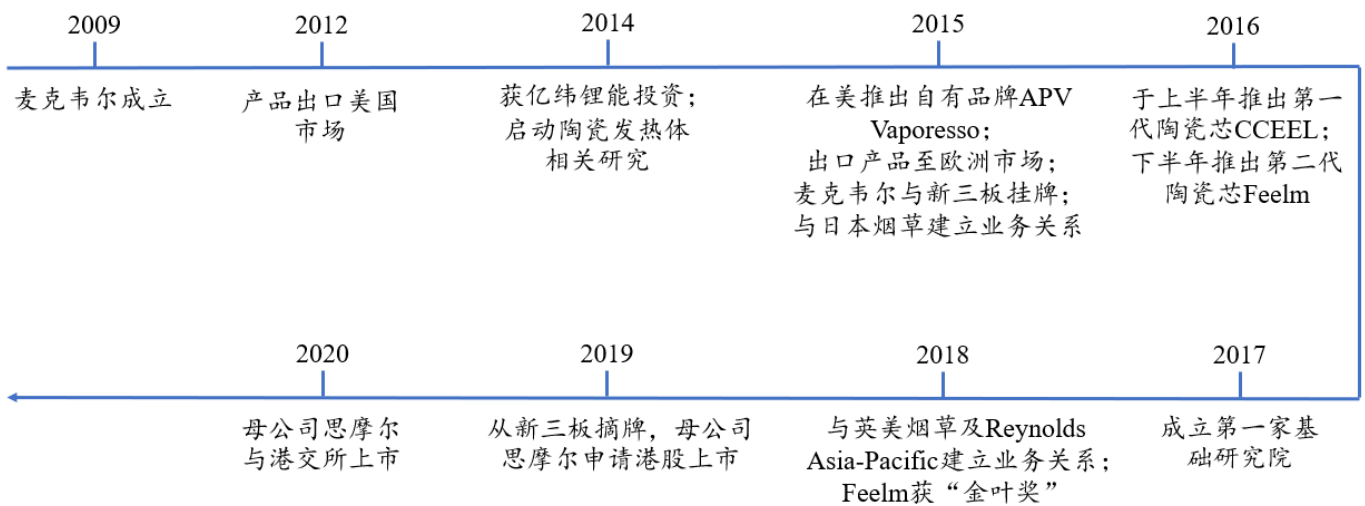 2009
麦克韦尔成立
2012
产品出口美国
市场
2014
获亿纬锂能投资；
启动陶瓷发热体
相关研究
2015
在美推出自有品牌APV
Vaporesso；
出口产品至欧洲市场；
麦克韦尔与新三板挂牌；
与日本烟草建立业务关系
2016
于上半年推出第一
代陶瓷芯CCEEL；
下半年推出第二代
陶瓷芯Feelm
2017
成立第一家基
础研究院
2018
与英美烟草及Reynolds
Asia-Pacific建立业务关系；
Feelm获“金叶奖”
2019
从新三板摘牌，母公司
思摩尔申请港股上市
2020
母公司思摩尔
与港交所上市